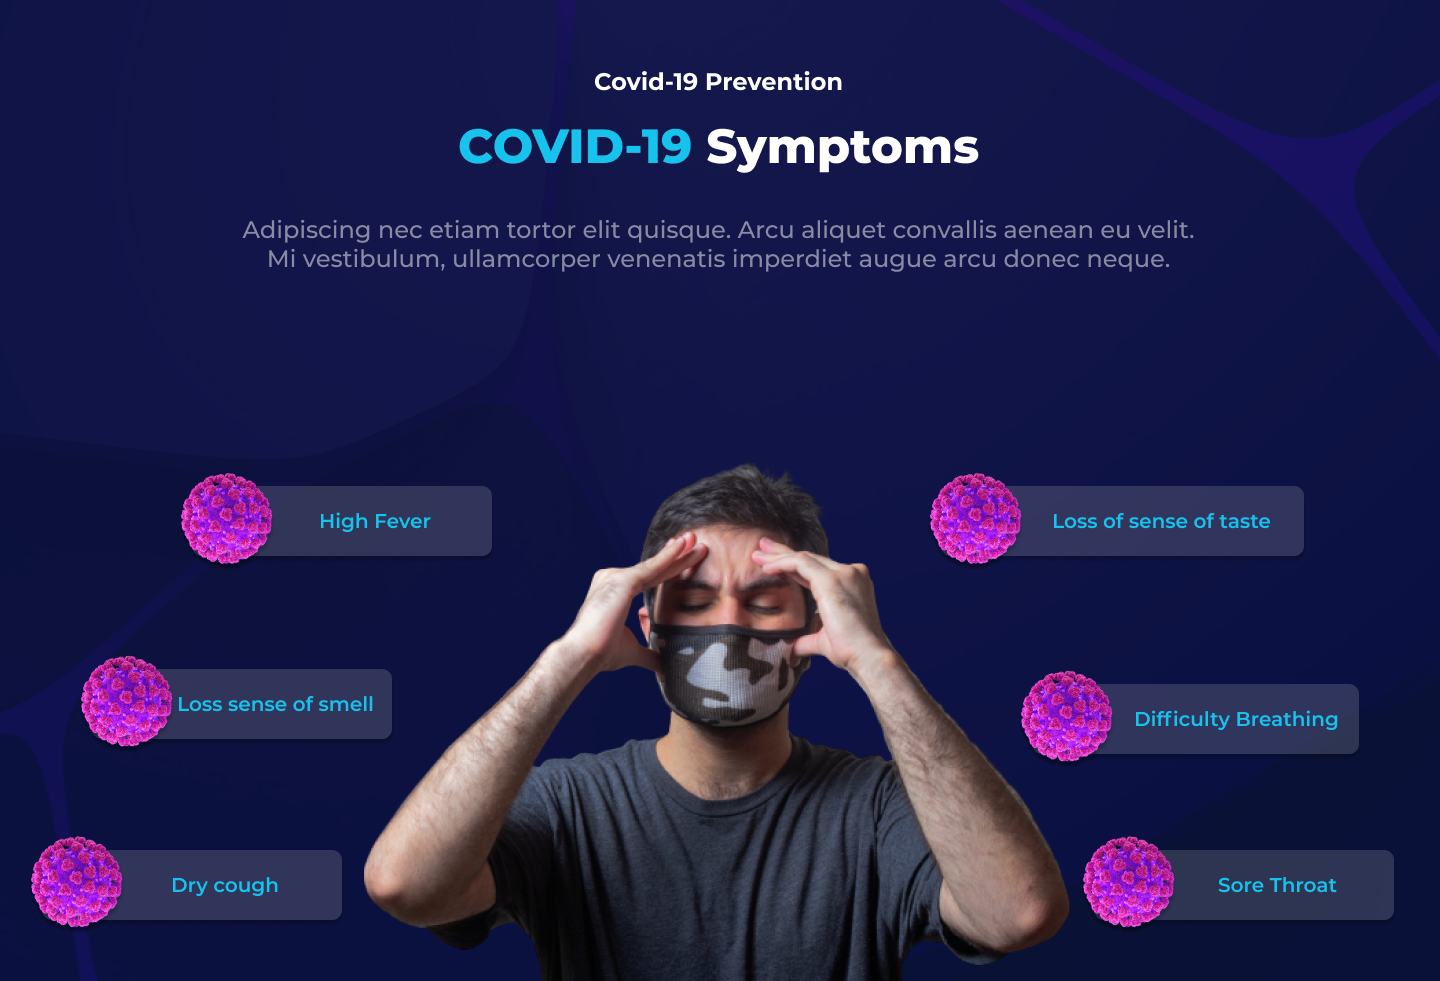 Covid-19 Prevention
COVID-19 Symptoms
Adipiscing nec etiam tortor elit quisque. Arcu aliquet convallis aenean eu velit.
Mi vestibulum, ullamcorper venenatis imperdiet augue arcu donec neque.
High Fever
Loss of sense of taste
Loss sense of smell
Difficulty Breathing
Dry cough
Sore Throat